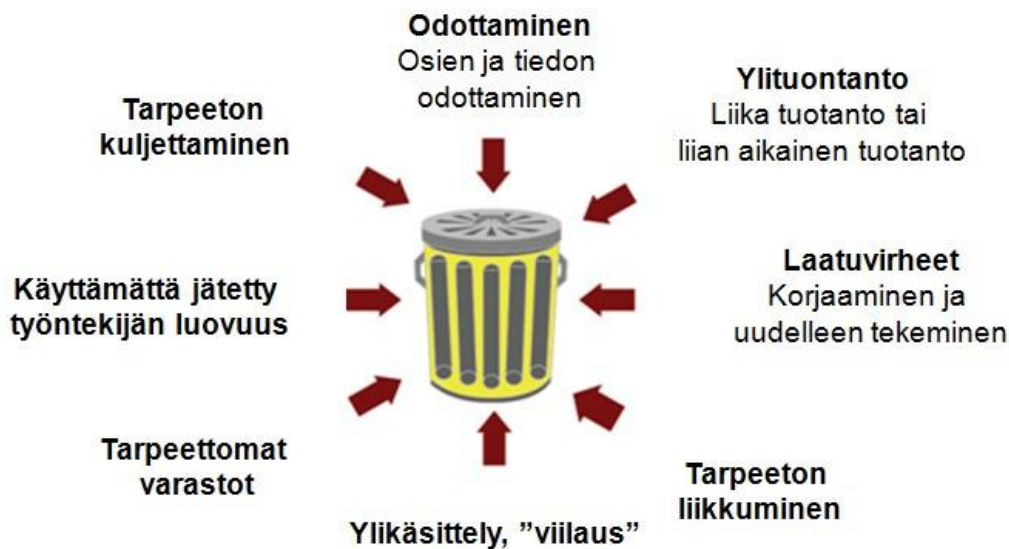 Odottaminen
Osien ja tiedon
odottaminen
Ylituontanto
Liika tuotanto tai
liian aikainen tuotanto
Tarpeeton
kuljettaminen
Laatuvirheet
Korjaaminen ja
uudelleen tekeminen
Käyttämättä jätetty
työntekijän luovuus
Tarpeettomat
varastot
Tarpeeton
liikkuminen
Ylikäsittely, ”viilaus”